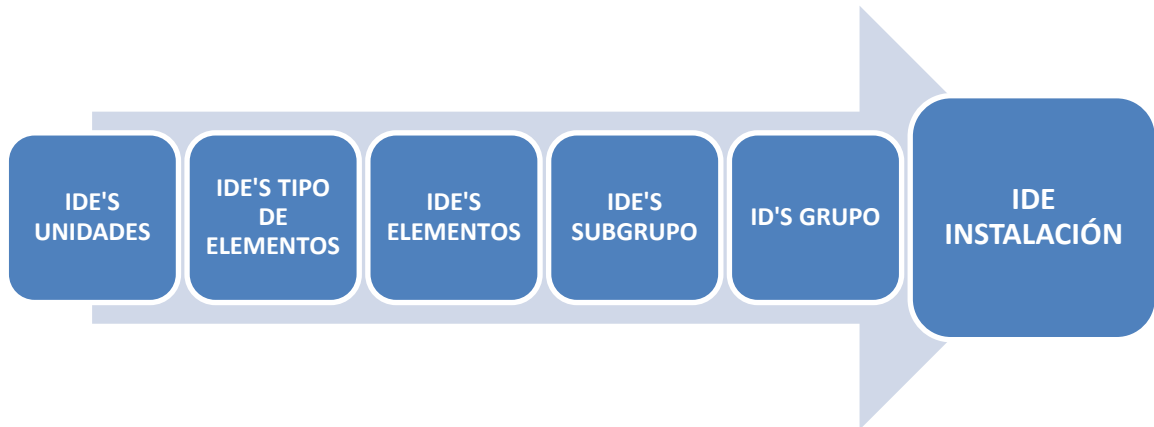 IDE'S
UNIDADES
IDE'S TIPO
DE
ELEMENTOS
IDE'S
ELEMENTOS
IDE'S
SUBGRUPO
ID'S GRUPO
IDE
INSTALACIÓN